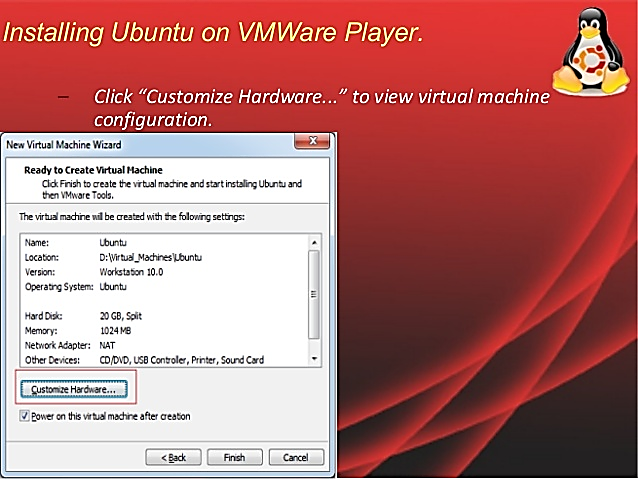 Installing Ubuntu on VMWare Player.
– Click “Customize Hardware...” to view virtual machine
configuration.
New Virtual Machine Wizard
Ready to Create Virtual Machine
Click Finish to create the virtual machine and start installing Ubuntu and
then VMware Tools.
The virtual machine will be created with the following settings:
Name: Ubuntu
Location: D:\Virtual_Machines\Ubuntu
Version: Workstation 10.0
Operating System: Ubuntu
Hard Disk: 20 GB, Split
Memory: 1024 MB
Network Adapter: NAT
Other Devices: CD/DVD, USB Controller, Printer, Sound Card
Customize Hardware...
Power on this virtual machine after creation
< Back Finish Cancel